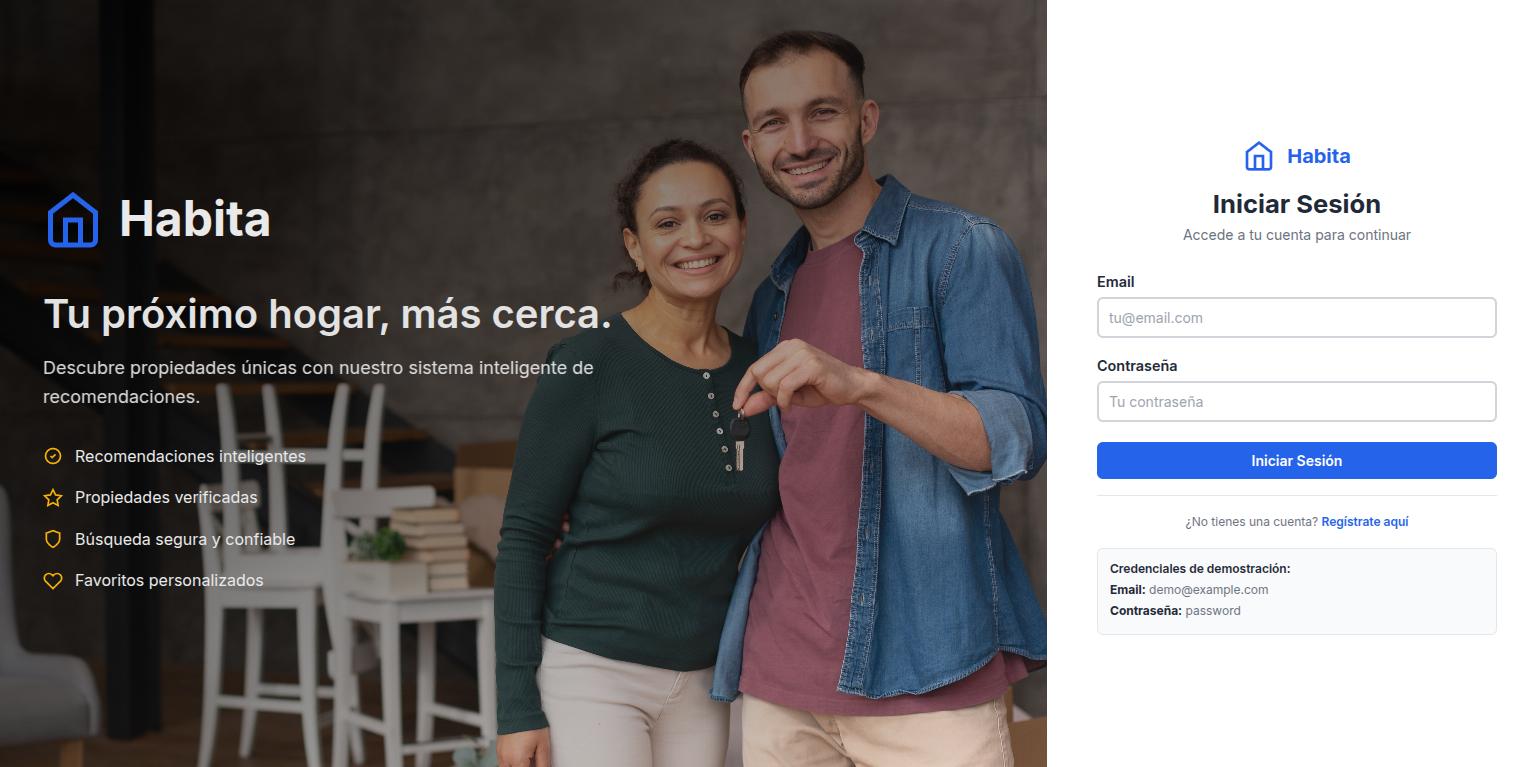 Habita
Tu próximo hogar, más cerca.
Descubre propiedades únicas con nuestro sistema inteligente de
recomendaciones.
Recomendaciones inteligentes
Propiedades verificadas
Búsqueda segura y confiable
Favoritos personalizados
Habita
Iniciar Sesión
Accede a tu cuenta para continuar
Email
tu@email.com
Contraseña
Tu contraseña
Iniciar Sesión
¿No tienes una cuenta? Regístrate aquí
Credenciales de demostración:
Email: demo@example.com
Contraseña: password